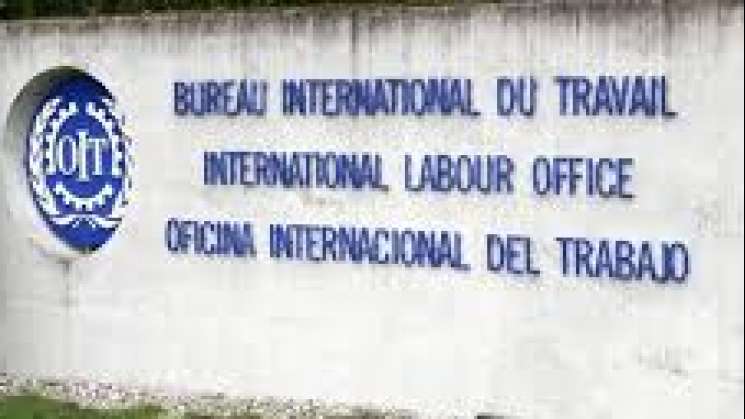 OIT
BUREAU INTERNATIONAL DU TRAVAIL
INTERNATIONAL LABOUR OFFICE
OFICINA INTERNACIONAL DEL TRABAJO